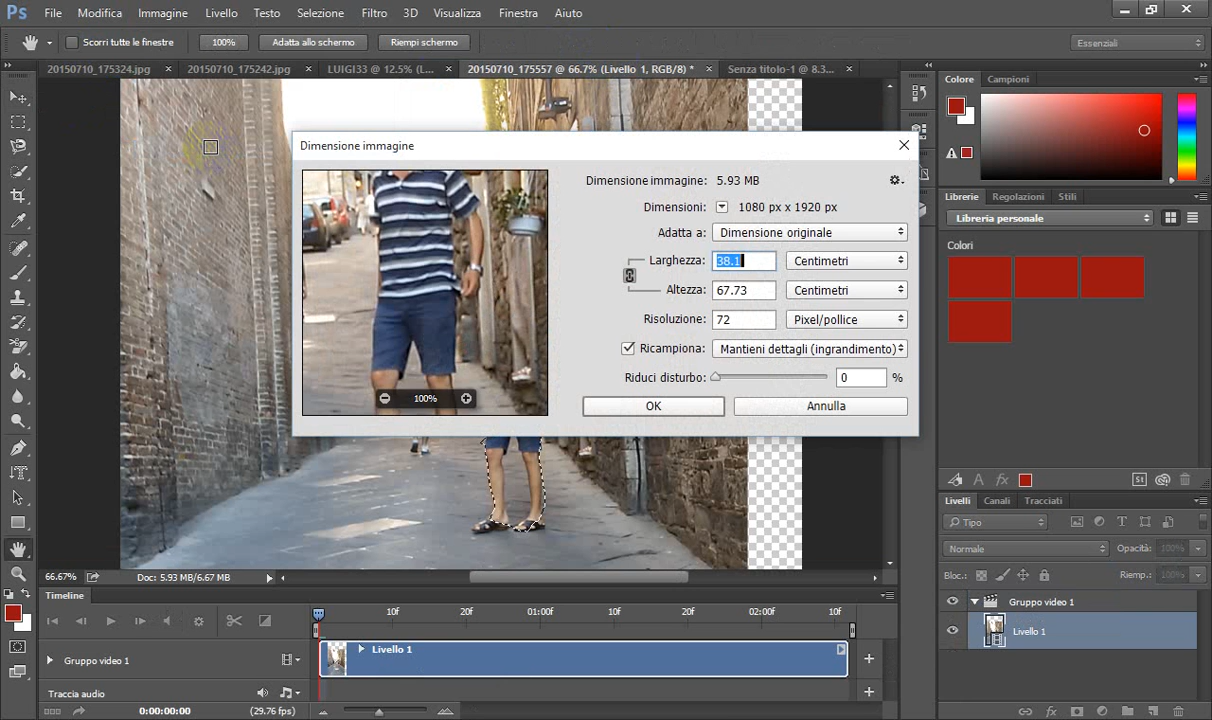 Ps File Modifica Immagine Livello Testo Selezione Filtro 3D Visualizza Finestra Aiuto
Scorri tutte le finestre 100% Adatta allo schermo Riempi schermo Essenziali
20150710_175324.jpg × 20150710_175242.jpg × LUIGI33 @ 12.5% (L... × 20150710_175557 @ 66.7% (Livello 1, RGB/8) * × Senza titolo-1 @ 8.3... ×
Colore Campioni
Dimensione immagine
Dimensione immagine: 5.93 MB
Dimensioni: 1080 px x 1920 px
Adatta a: Dimensione originale
Larghezza: 38.1 Centimetri
Altezza: 67.73 Centimetri
Risoluzione: 72 Pixel/pollice
Ricampiona: Mantieni dettagli (ingrandimento)
Riduci disturbo: 0 %
100%
OK Annulla
Librerie Regolazioni Stili
Libreria personale
Colori
St
Livelli Canali Tracciati
Tipo
Normale Opacità: 100%
Bloc.: Riemp.: 100%
Gruppo video 1
Livello 1
66.67% Doc: 5.93 MB/6.67 MB
Timeline
10f 20f 01:00f 10f 20f 02:00f 10f
Livello 1
Gruppo video 1
Traccia audio
0:00:00:00 (29.76 fps)